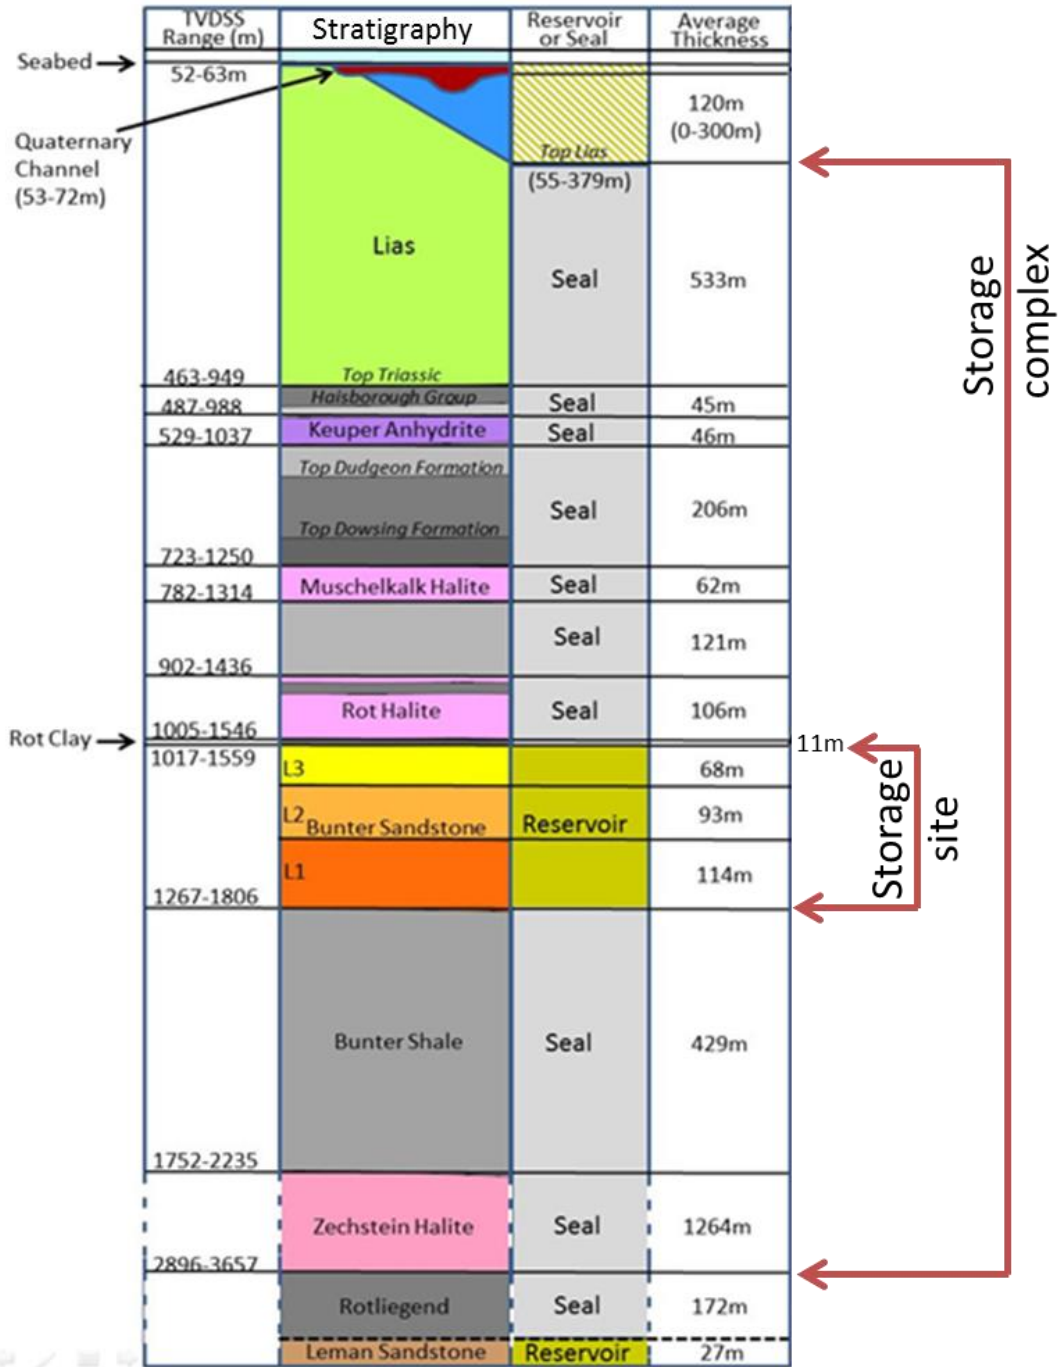 TVDSS
Range (m)
Stratigraphy
Reservoir
or Seal
Average
Thickness
Seabed
52-63m
120m
(0-300m)
Quaternary
Channel
(53-72m)
Top Lias
(55-379m)
Lias
Seal
533m
463-949
Top Triassic
487-988
Haisborough Group
Seal
45m
529-1037
Keuper Anhydrite
Seal
46m
Top Dudgeon Formation
Seal
206m
Top Dowsing Formation
723-1250
782-1314
Muschelkalk Halite
Seal
62m
Seal
121m
902-1436
Rot Halite
Seal
106m
1005-1546
Rot Clay
11m
1017-1559
L3
68m
L2
Bunter Sandstone
Reservoir
93m
L1
114m
1267-1806
Bunter Shale
Seal
429m
1752-2235
Zechstein Halite
Seal
1264m
2896-3657
Rotliegend
Seal
172m
Leman Sandstone
Reservoir
27m
Storage
complex
Storage
site